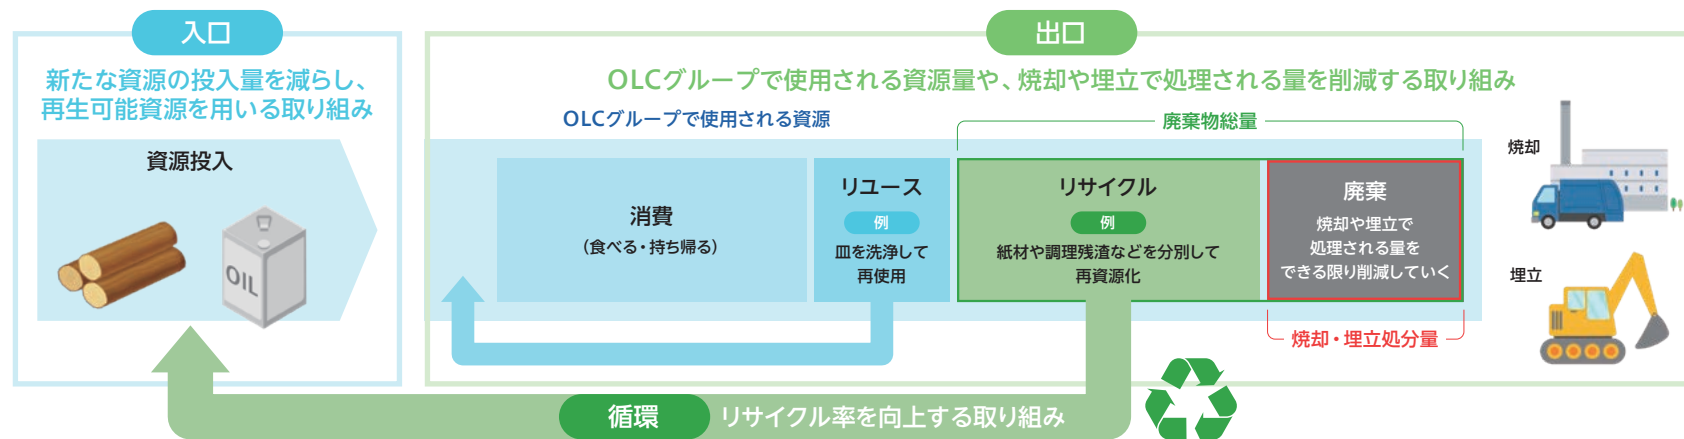 入口
新たな資源の投入量を減らし、
再生可能資源を用いる取り組み
資源投入
OIL
出口
OLCグループで使用される資源量や、焼却や埋立で処理される量を削減する取り組み
OLCグループで使用される資源
廃棄物総量
消費
（食べる・持ち帰る）
リユース
例
皿を洗浄して
再使用
リサイクル
例
紙材や調理残渣などを分別して
再資源化
廃棄
焼却や埋立で
処理される量を
できる限り削減していく
焼却・埋立処分量
焼却
埋立
循環
リサイクル率を向上する取り組み